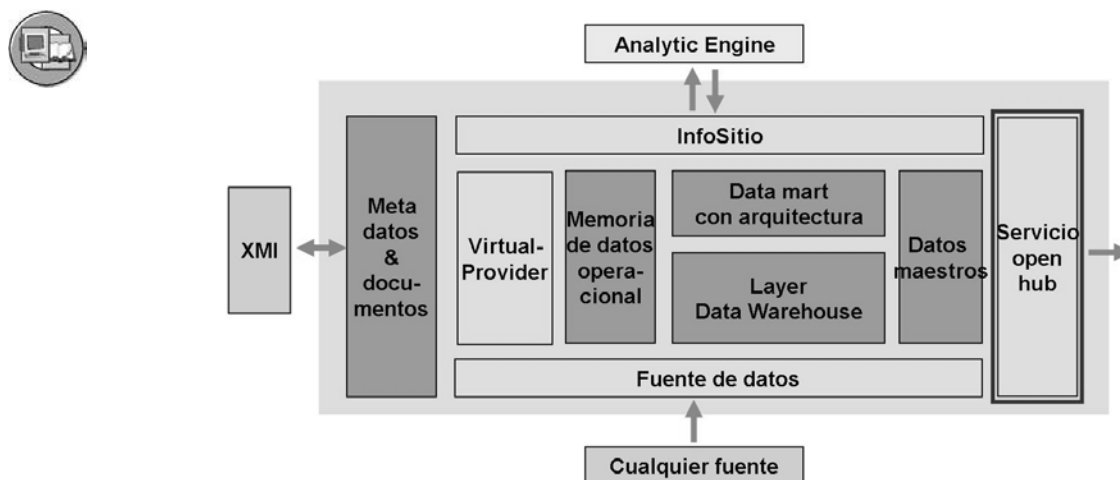 Analytic Engine
InfoSitio
XMI
Meta
datos
&
docu-
mentos
Virtual-
Provider
Memoria
de datos
opera-
cional
Data mart
con arquitectura
Layer
Data Warehouse
Datos
maestros
Servicio
open
hub
Fuente de datos
Cualquier fuente